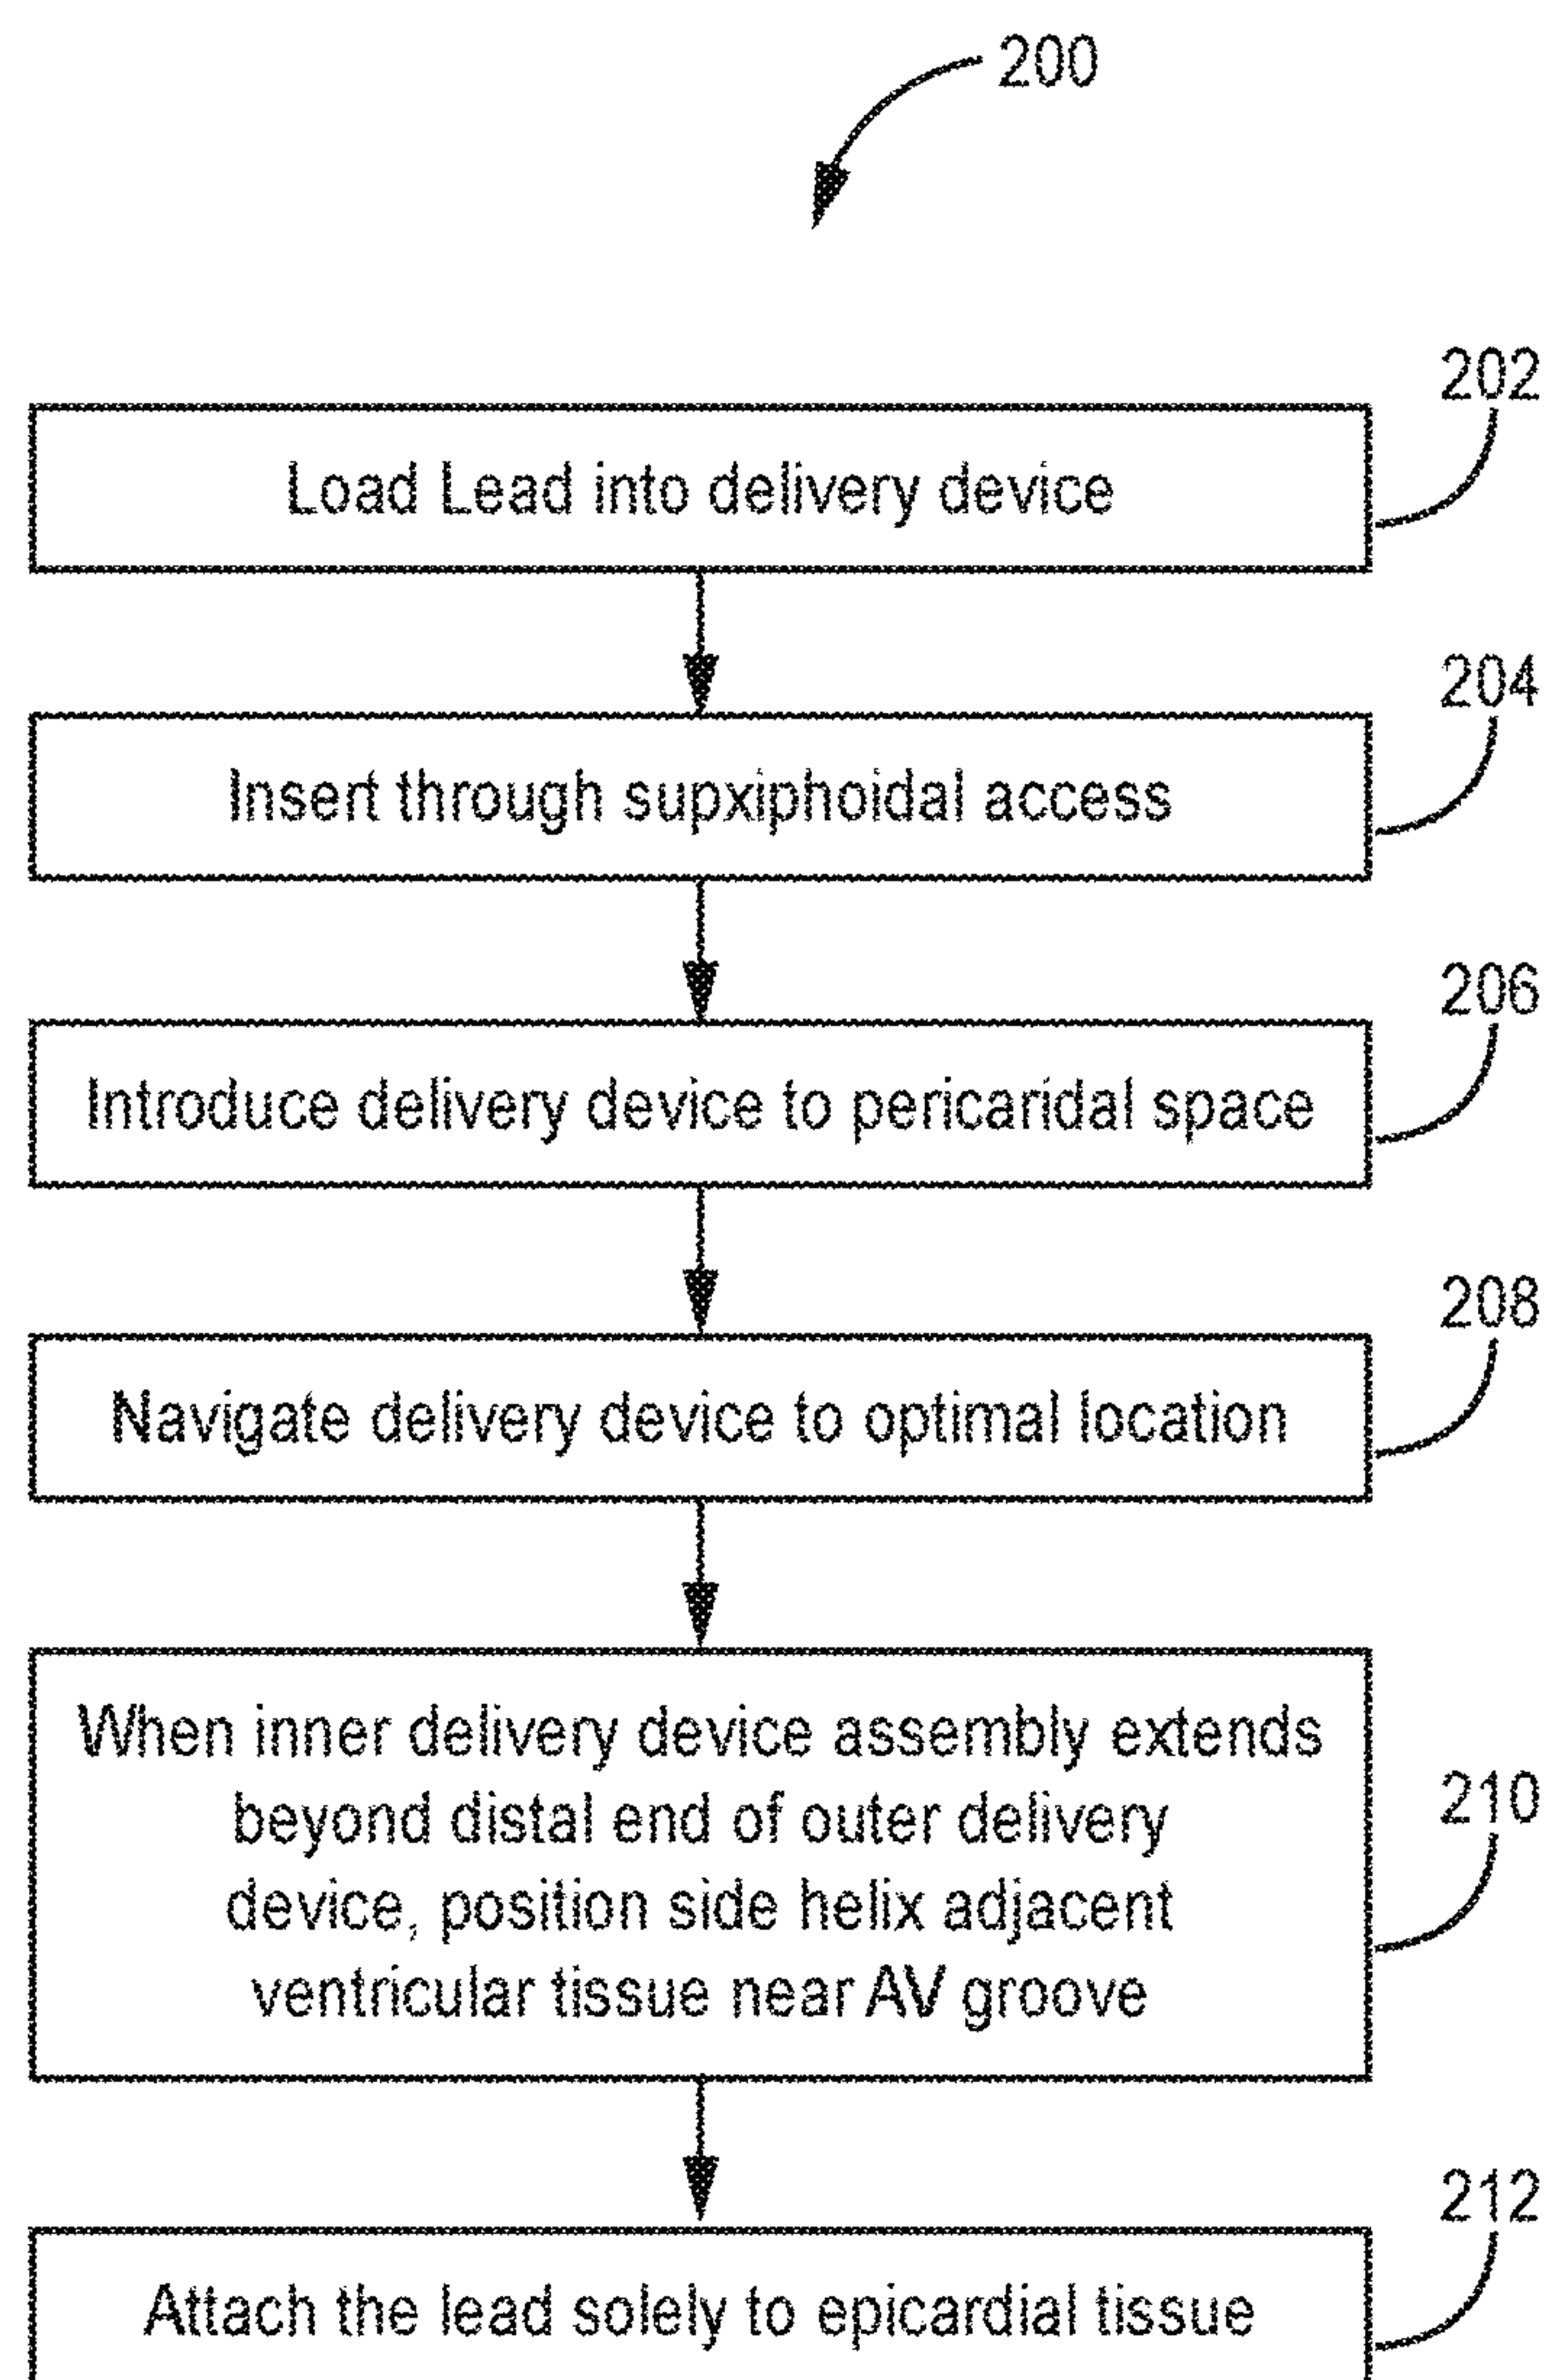 200
202
Load Lead into delivery device
204
Insert through supxiphoidal access
206
Introduce delivery device to pericaridal space
208
Navigate delivery device to optimal location
When inner delivery device assembly extends
beyond distal end of outer delivery
device, position side helix adjacent
ventricular tissue near AV groove
210
212
Attach the lead solely to epicardial tissue